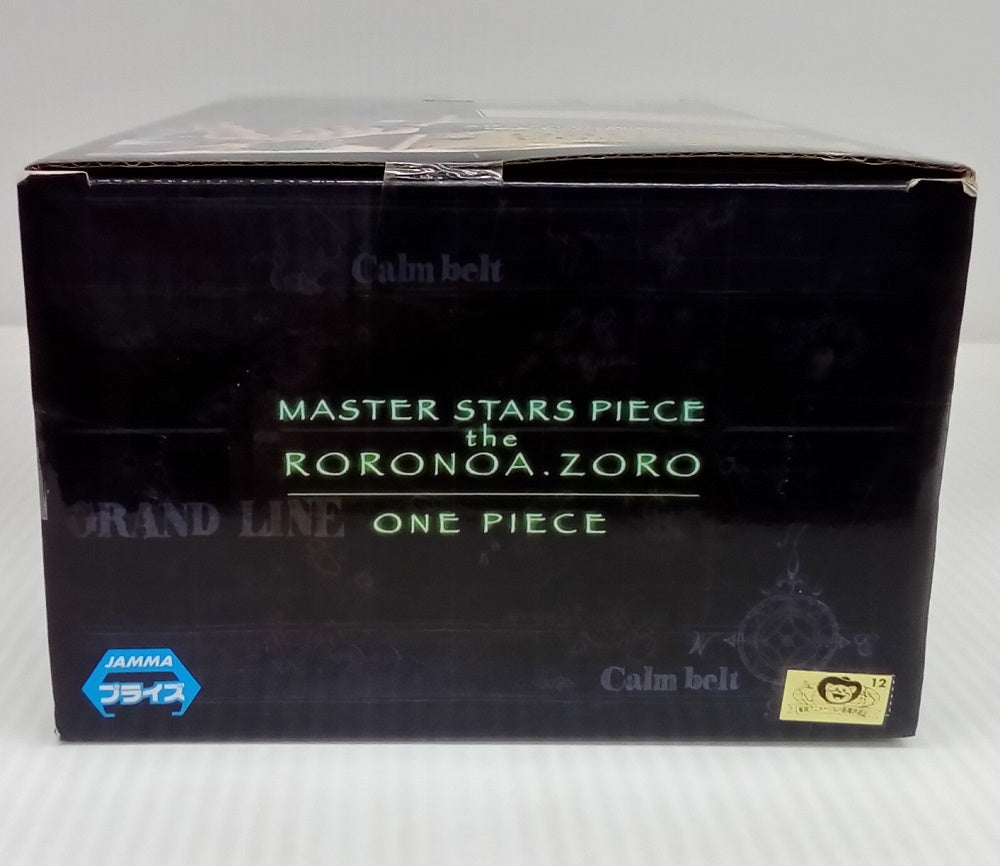 Calm belt
MASTER STARS PIECE
the
RORONOA.ZORO
GRAND LINE
ONE PIECE
JAMMA
プライズ
Calm belt
12